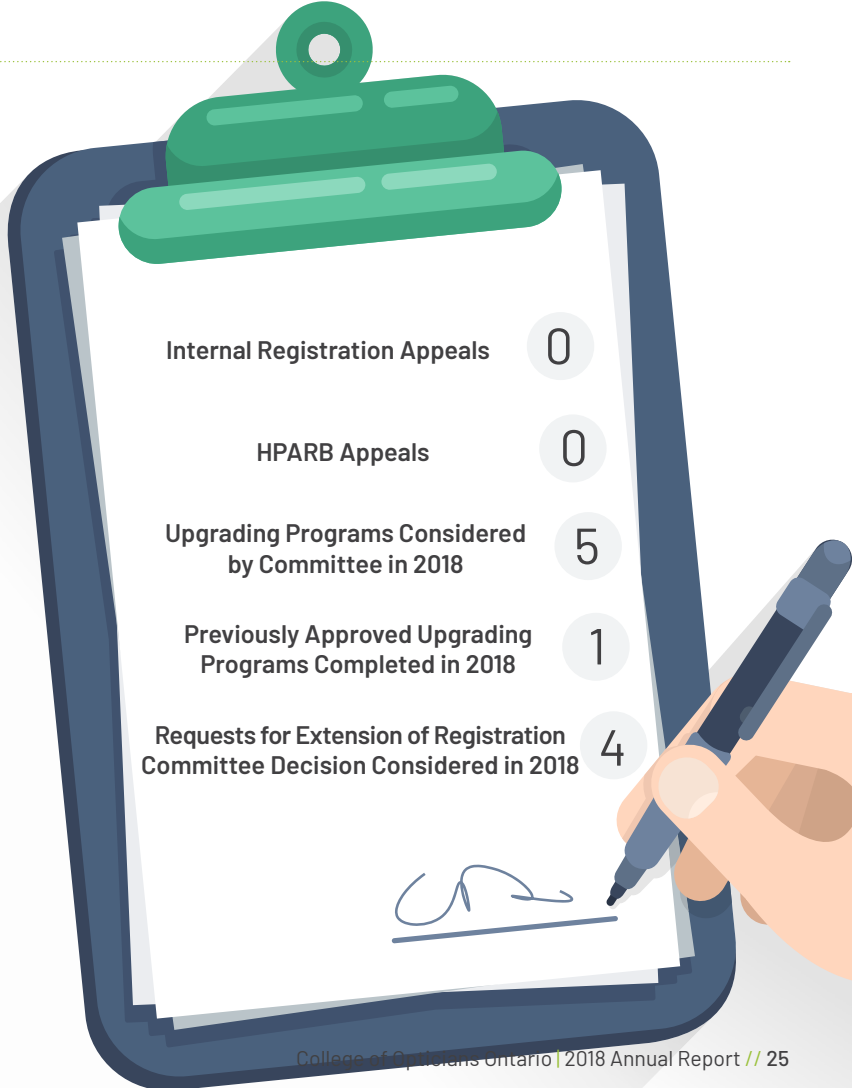 Internal Registration Appeals 0
HPARB Appeals 0
Upgrading Programs Considered
by Committee in 2018 5
Previously Approved Upgrading
Programs Completed in 2018 1
Requests for Extension of Registration
Committee Decision Considered in 2018 4
College of Opticians Ontario | 2018 Annual Report // 25